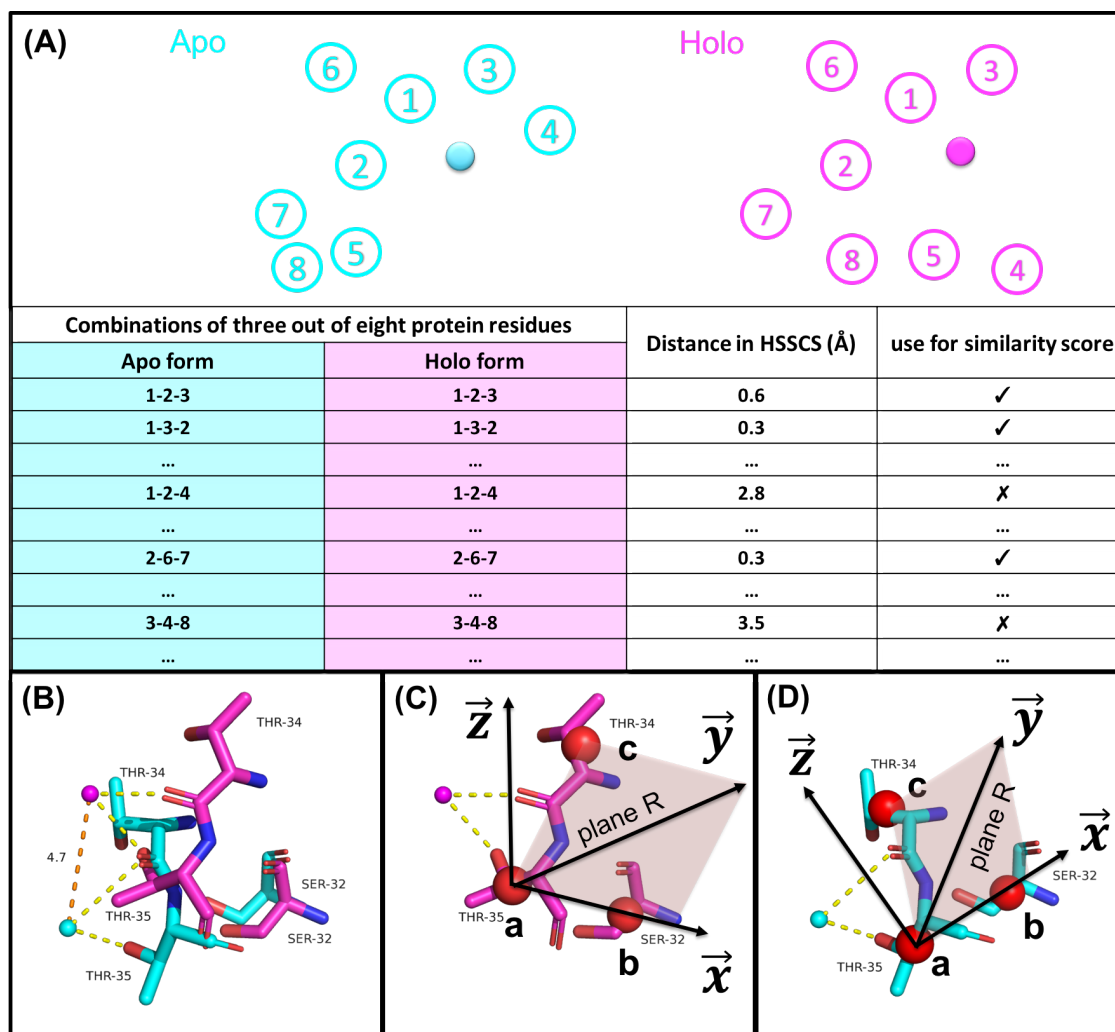 (A)
Apo
Holo
6
3
1
4
2
7
5
8
6
3
1
2
7
5
8
4
Combinations of three out of eight protein residues
Distance in HSSCS (Å)
use for similarity score
Apo form
Holo form
1-2-3 1-2-3 0.6 ✓
1-3-2 1-3-2 0.3 ✓
... ... ... ...
1-2-4 1-2-4 2.8 ✗
... ... ... ...
2-6-7 2-6-7 0.3 ✓
... ... ... ...
3-4-8 3-4-8 3.5 ✗
... ... ... ...
(B)
THR-34
THR-34
4.7
THR-35
SER-32
SER-32
THR-35
(C)
z
THR-34
c
y
plane R
THR-35
a
SER-32
b
x
(D)
z
y
THR-34
c
plane R
x
SER-32
b
THR-35
a